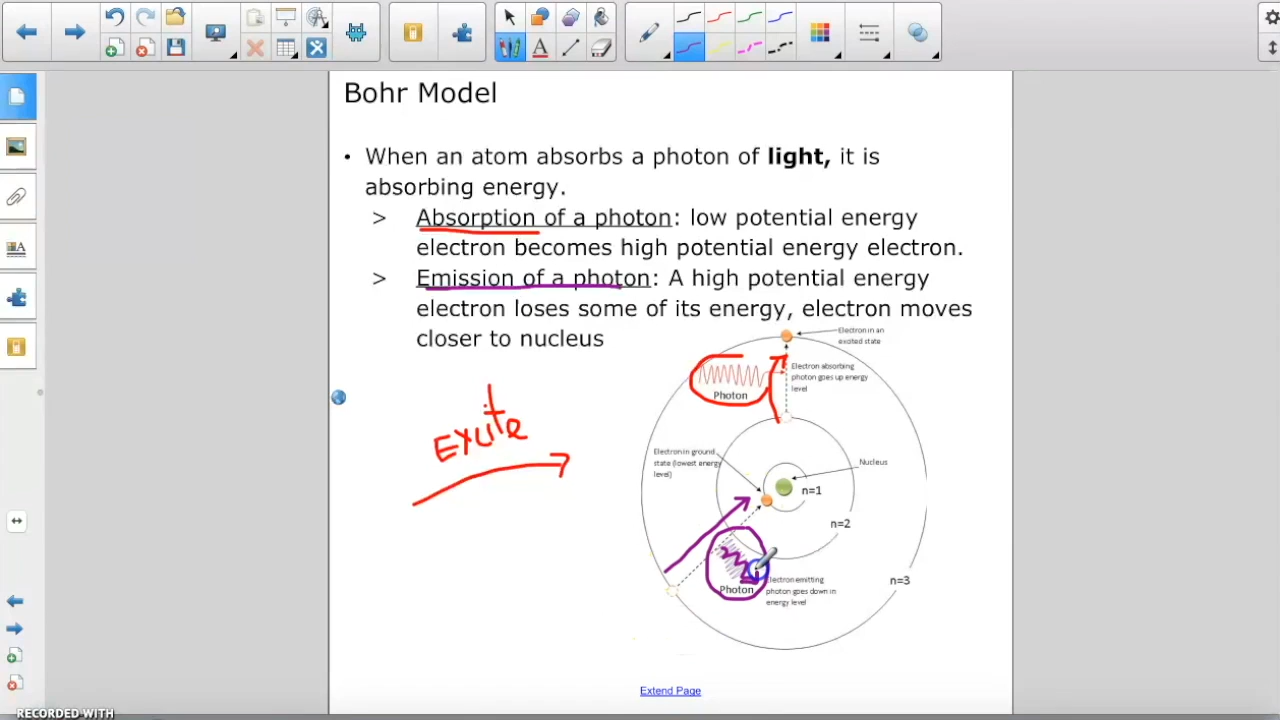 Bohr Model
• When an atom absorbs a photon of light, it is
absorbing energy.
> Absorption of a photon: low potential energy
electron becomes high potential energy electron.
> Emission of a photon: A high potential energy
electron loses some of its energy, electron moves
closer to nucleus
Electron in an
excited state
Electron absorbing
photon goes up energy
level
Photon
Excite
Electron in ground
state (lowest energy
level)
Nucleus
n=1
n=2
n=3
Photon
Electron emitting
photon goes down in
energy level
Extend Page
RECORDED WITH